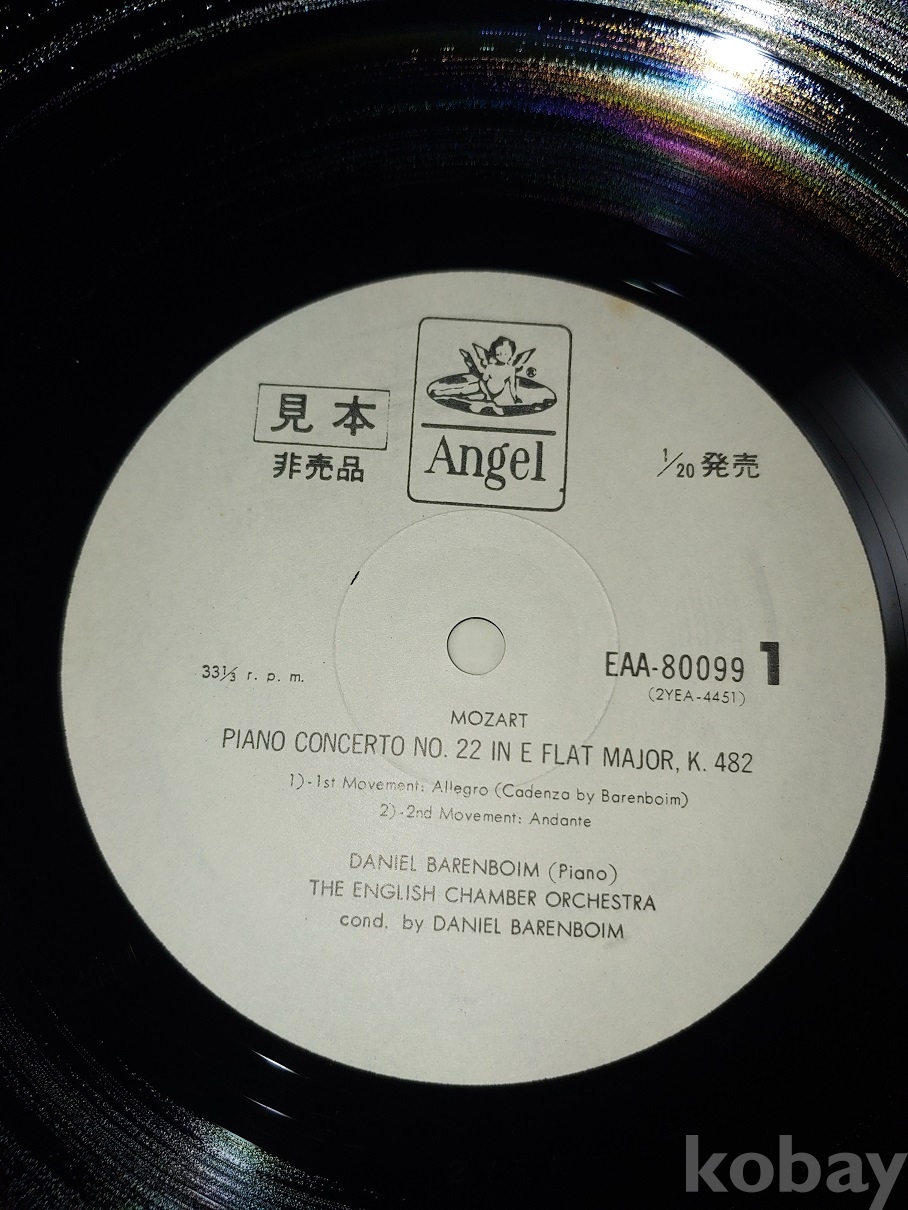 見本
非売品
®
Angel
1/20 発売
33⅓ r. p. m.
EAA-80099 1
(2YEA-4451)
MOZART
PIANO CONCERTO NO. 22 IN E FLAT MAJOR, K. 482
1)-1st Movement: Allegro (Cadenza by Barenboim)
2)-2nd Movement: Andante
DANIEL BARENBOIM (Piano)
THE ENGLISH CHAMBER ORCHESTRA
cond. by DANIEL BARENBOIM
kobay